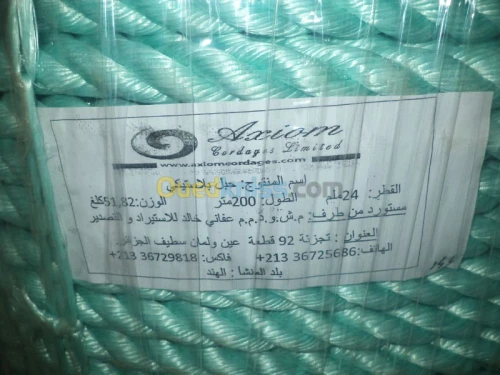 Axiom
Cordages Limited
www.axiomcordages.com
اسم المنتوج: حبل
القطر: 24ملم الطول: 200متر الوزن:51,82كلغ
مستورد من طرف: م.ش.و.ذ.م.م عفاني خالد للاستيراد و التصدير
العنوان : تجزئة 92 قطعة عين ولمان سطيف الجزائر
الهاتف: 36725686 213+ فاكس: 36729818 213+
بلد المنشأ : الهند